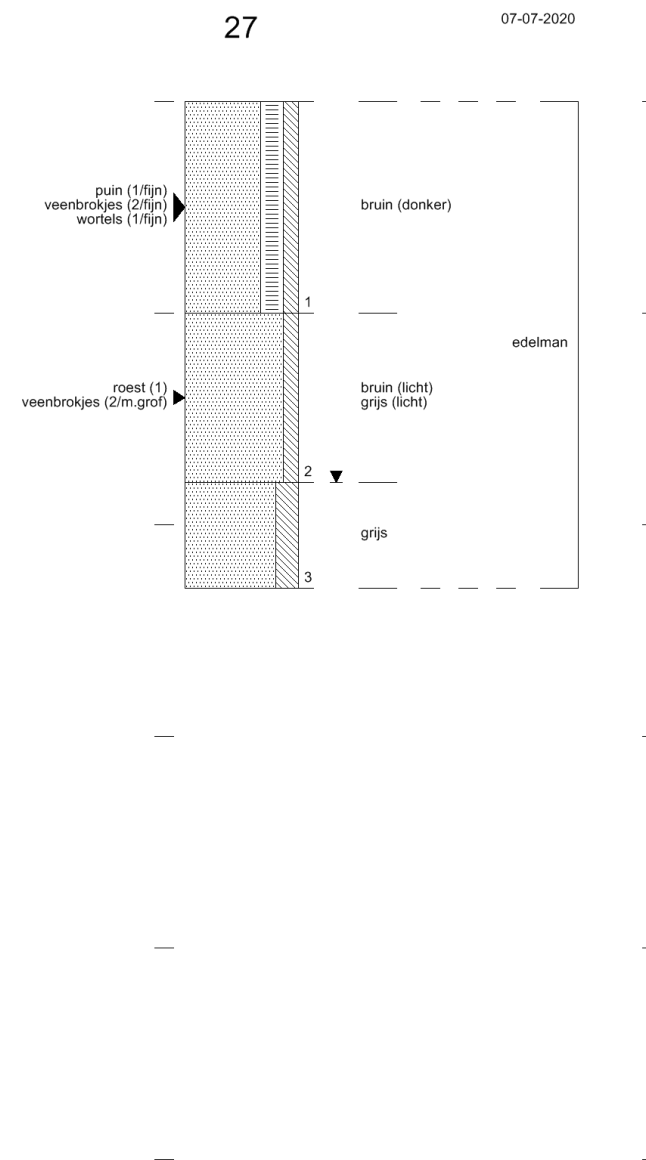 27
07-07-2020
puin (1/fijn)
veenbrokjes (2/fijn)
wortels (1/fijn)
bruin (donker)
1
edelman
roest (1)
veenbrokjes (2/m.grof)
bruin (licht)
grijs (licht)
2
grijs
3